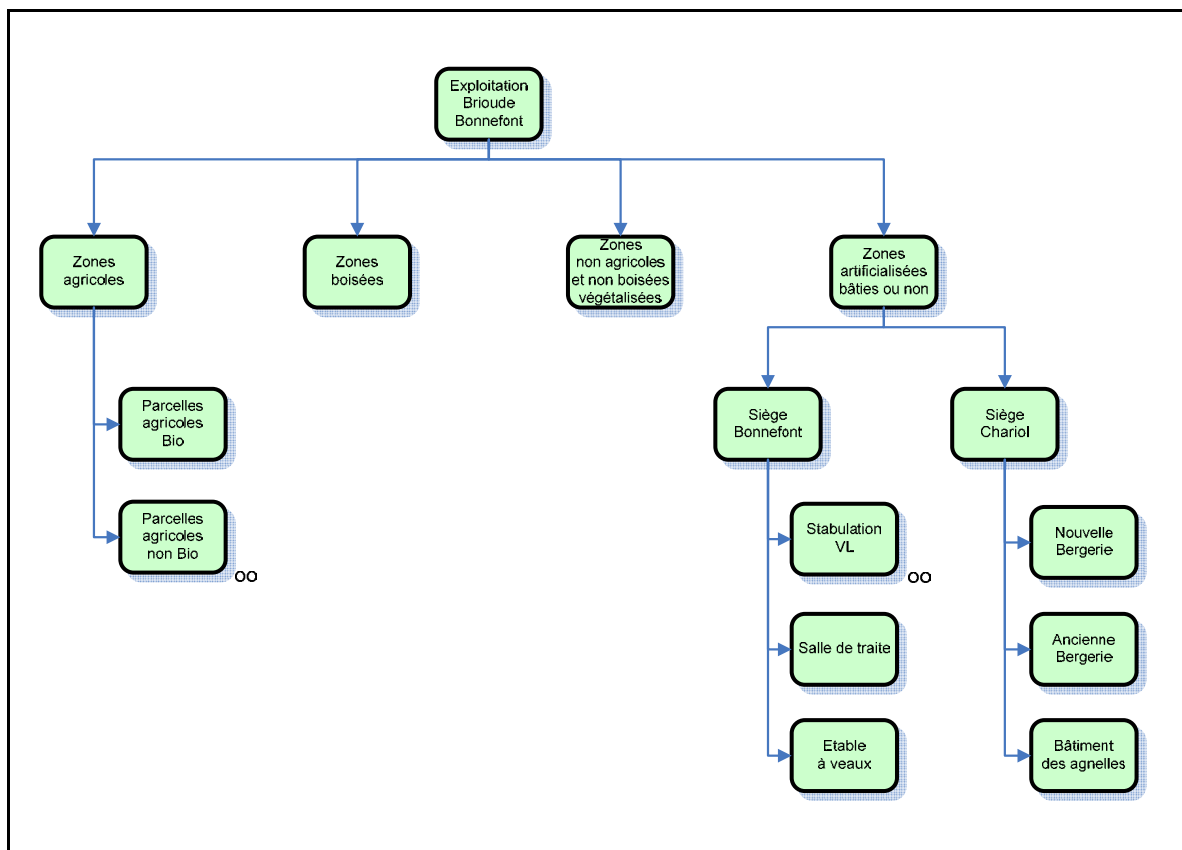 Exploitation
Brioude
Bonnefont
Zones
agricoles
Zones
boisées
Zones
non agricoles
et non boisées
végétalisées
Zones
artificialisées
bâties ou non
Parcelles
agricoles
Bio
Parcelles
agricoles
non Bio
oo
Siège
Bonnefont
Siège
Chariol
Stabulation
VL
oo
Salle de traite
Etable
à veaux
Nouvelle
Bergerie
Ancienne
Bergerie
Bâtiment
des agnelles